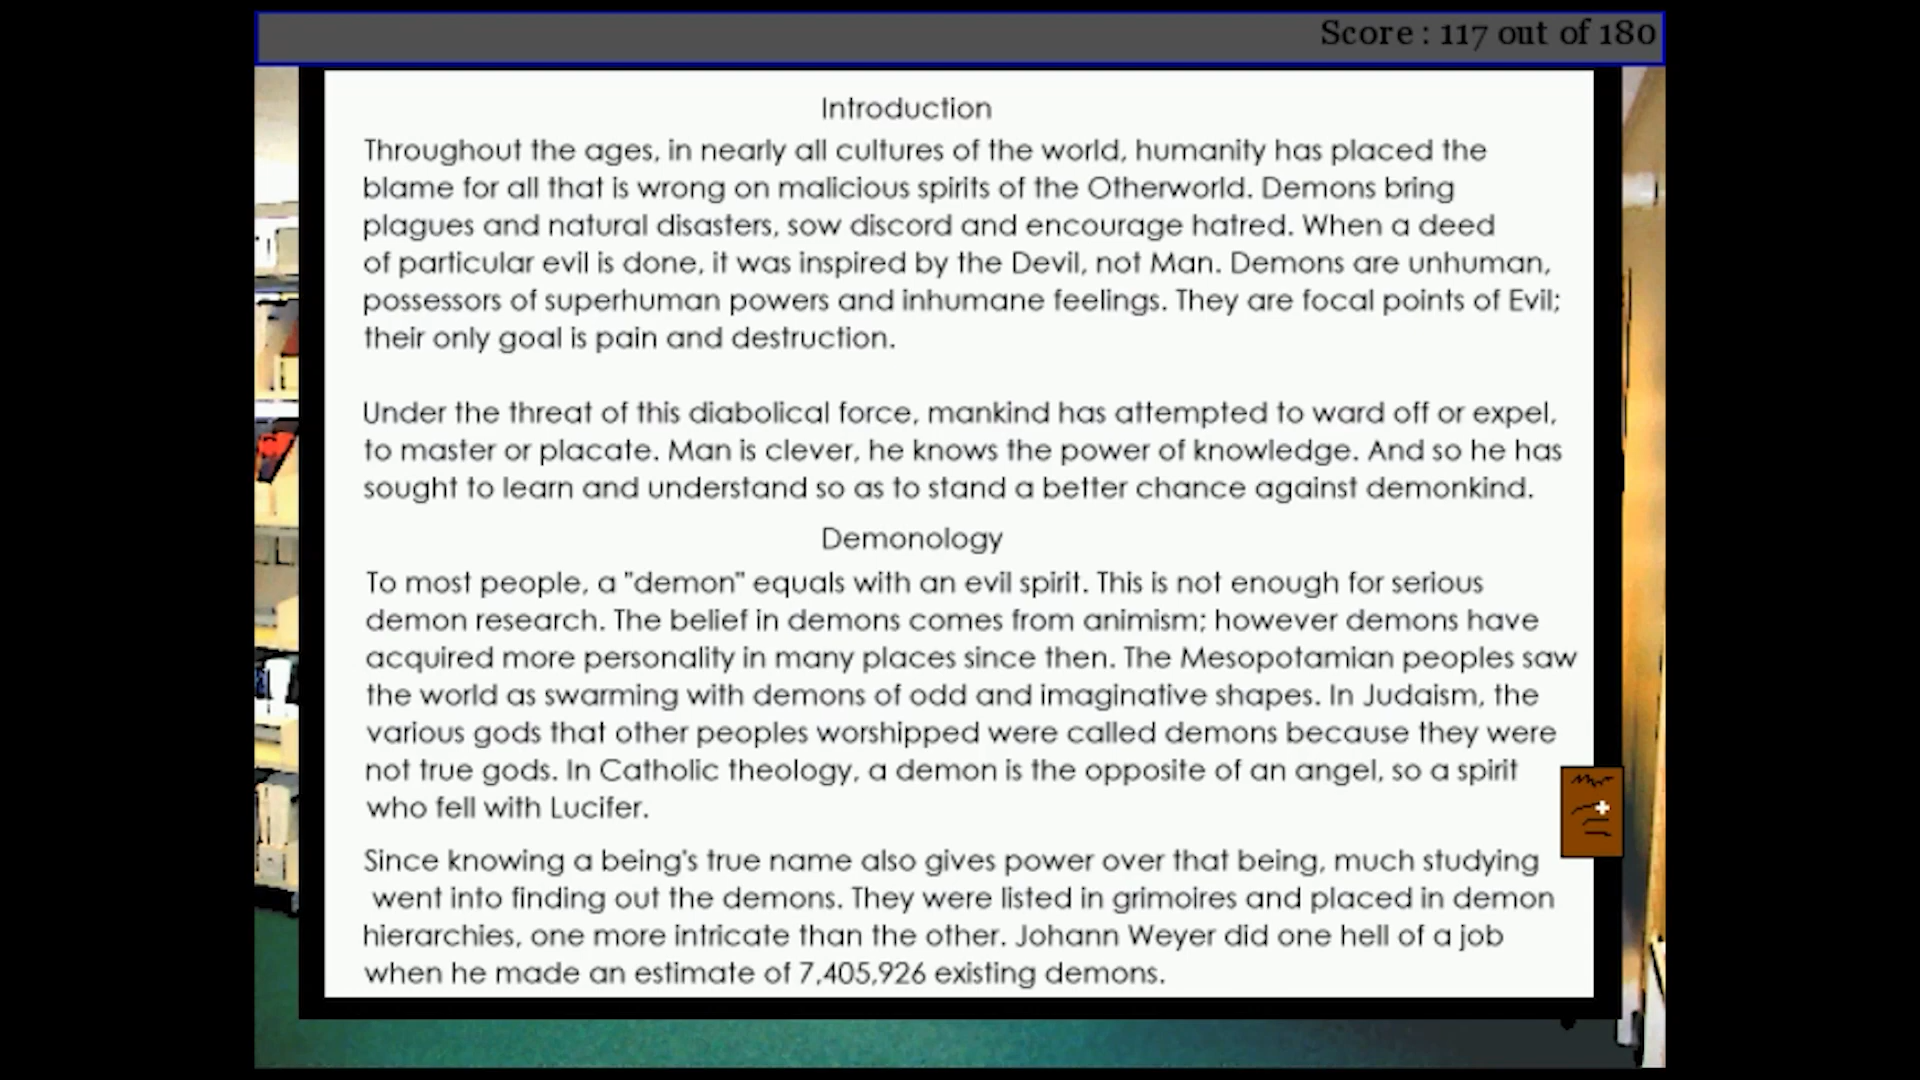 Score : 117 out of 180
Introduction
Throughout the ages, in nearly all cultures of the world, humanity has placed the
blame for all that is wrong on malicious spirits of the Otherworld. Demons bring
plagues and natural disasters, sow discord and encourage hatred. When a deed
of particular evil is done, it was inspired by the Devil, not Man. Demons are unhuman,
possessors of superhuman powers and inhumane feelings. They are focal points of Evil;
their only goal is pain and destruction.
Under the threat of this diabolical force, mankind has attempted to ward off or expel,
to master or placate. Man is clever, he knows the power of knowledge. And so he has
sought to learn and understand so as to stand a better chance against demonkind.
Demonology
To most people, a "demon" equals with an evil spirit. This is not enough for serious
demon research. The belief in demons comes from animism; however demons have
acquired more personality in many places since then. The Mesopotamian peoples saw
the world as swarming with demons of odd and imaginative shapes. In Judaism, the
various gods that other peoples worshipped were called demons because they were
not true gods. In Catholic theology, a demon is the opposite of an angel, so a spirit
who fell with Lucifer.
Since knowing a being's true name also gives power over that being, much studying
went into finding out the demons. They were listed in grimoires and placed in demon
hierarchies, one more intricate than the other. Johann Weyer did one hell of a job
when he made an estimate of 7,405,926 existing demons.